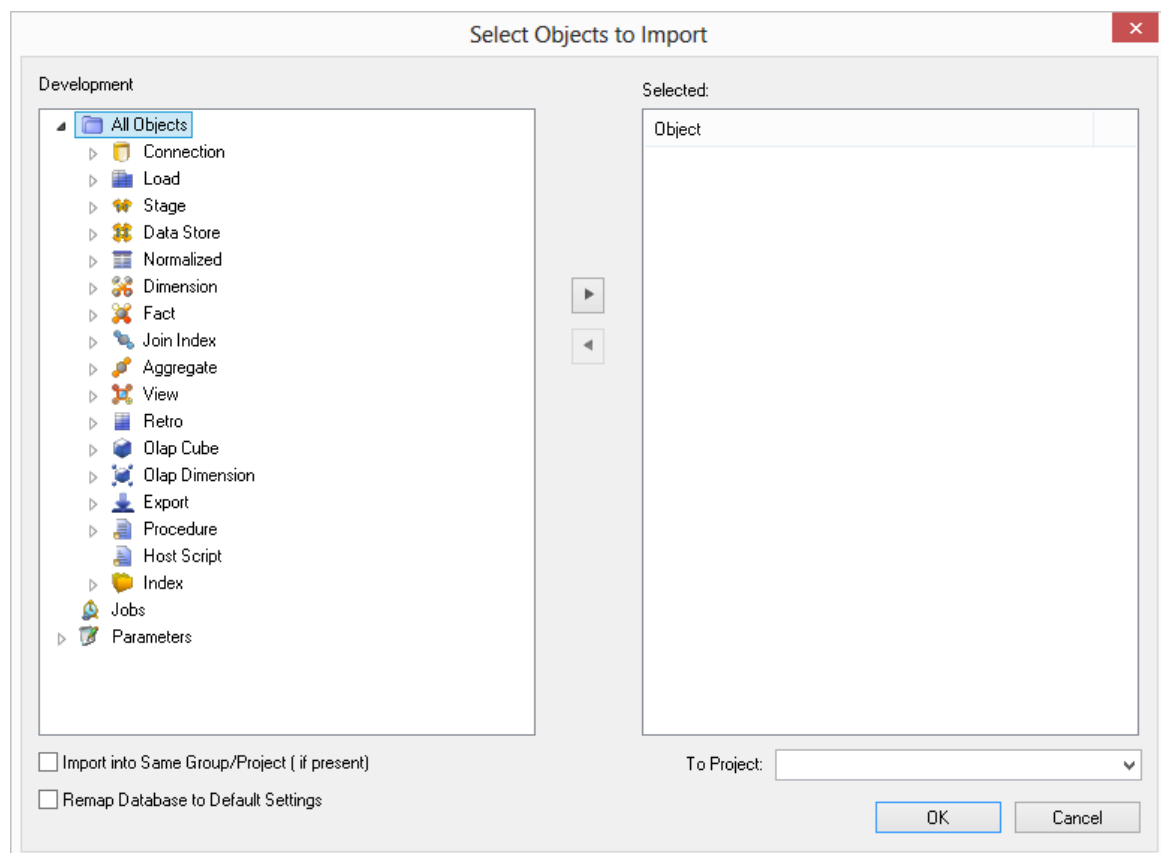 Select Objects to Import
Development
All Objects
Connection
Load
Stage
Data Store
Normalized
Dimension
Fact
Join Index
Aggregate
View
Retro
Olap Cube
Olap Dimension
Export
Procedure
Host Script
Index
Jobs
Parameters
Selected:
Object
Import into Same Group/Project ( if present)
Remap Database to Default Settings
To Project:
OK
Cancel